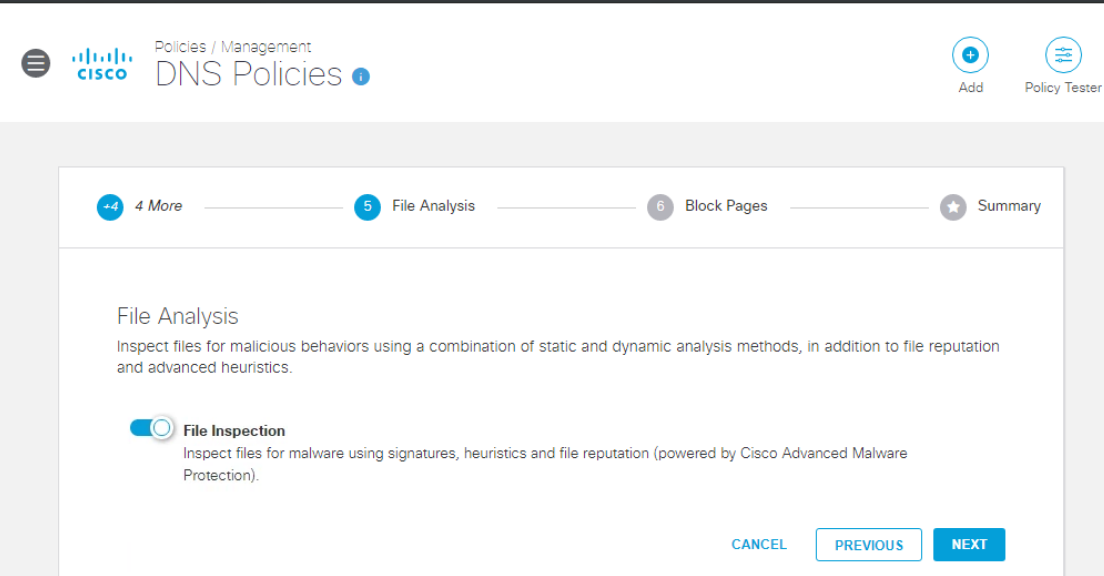 Policies / Management
CISCO
DNS Policies
Add
Policy Tester
+4 4 More
5 File Analysis
6 Block Pages
Summary
File Analysis
Inspect files for malicious behaviors using a combination of static and dynamic analysis methods, in addition to file reputation
and advanced heuristics.
File Inspection
Inspect files for malware using signatures, heuristics and file reputation (powered by Cisco Advanced Malware
Protection).
CANCEL
PREVIOUS
NEXT